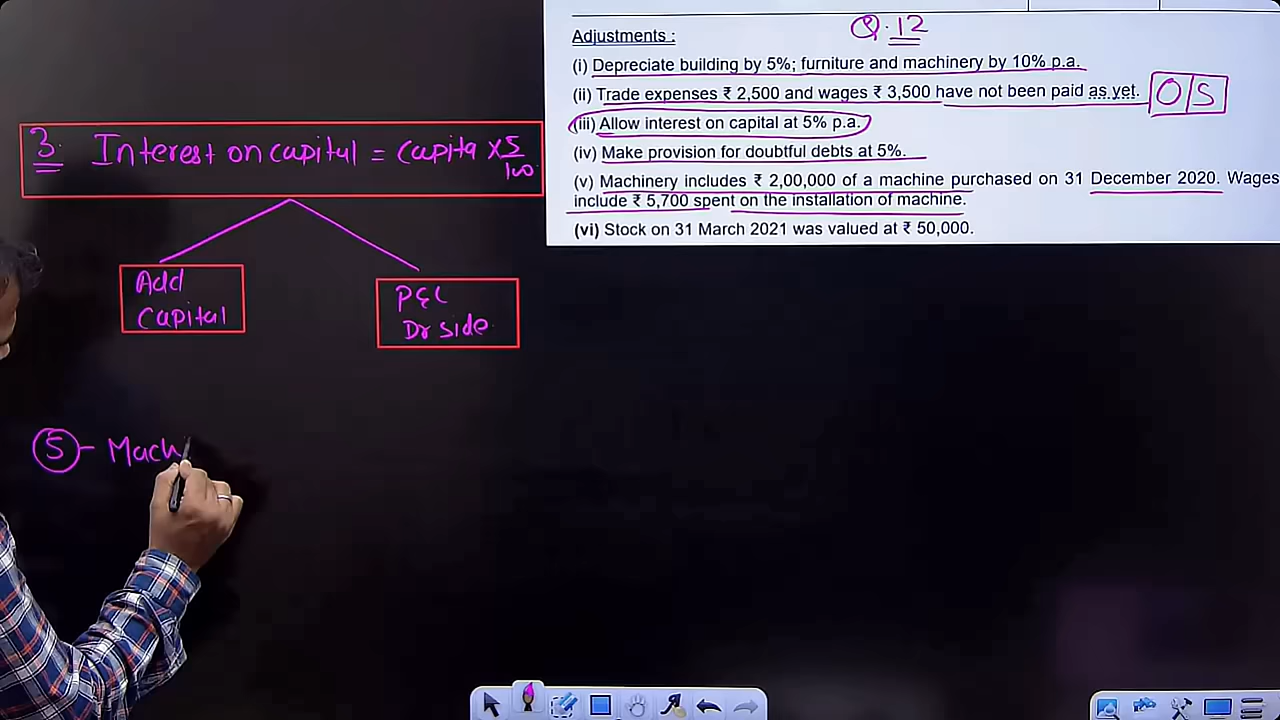 Q.12
Adjustments :
(i) Depreciate building by 5%; furniture and machinery by 10% p.a.
(ii) Trade expenses ₹ 2,500 and wages ₹ 3,500 have not been paid as yet.
O/S
(iii) Allow interest on capital at 5% p.a.
(iv) Make provision for doubtful debts at 5%.
(v) Machinery includes ₹ 2,00,000 of a machine purchased on 31 December 2020. Wages
include ₹ 5,700 spent on the installation of machine.
(vi) Stock on 31 March 2021 was valued at ₹ 50,000.
3. Interest on capital = Capita × 5/100
Add
Capital
P&L
Dr side
5 - Mach